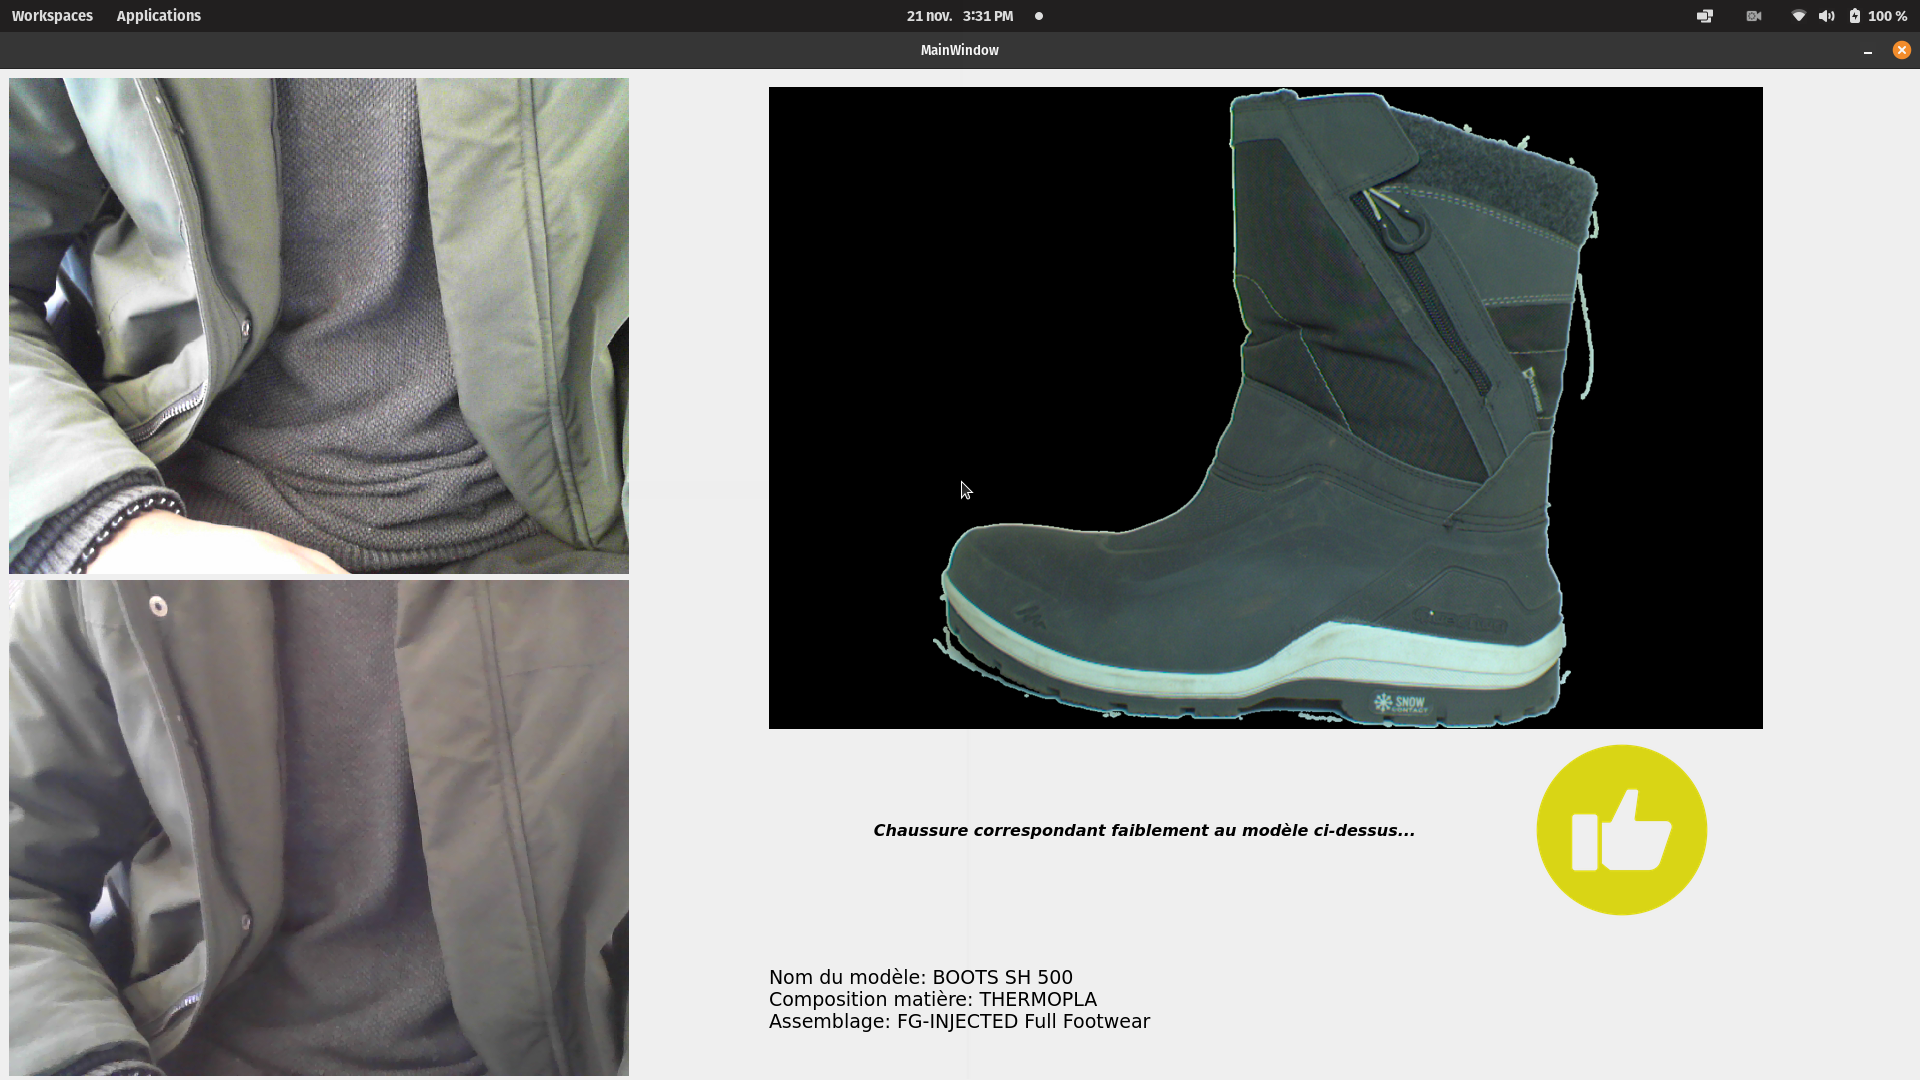 Workspaces Applications 21 nov. 3:31 PM 100 %
MainWindow
SNOW
CONTACT
Chaussure correspondant faiblement au modèle ci-dessus...
Nom du modèle: BOOTS SH 500
Composition matière: THERMOPLA
Assemblage: FG-INJECTED Full Footwear